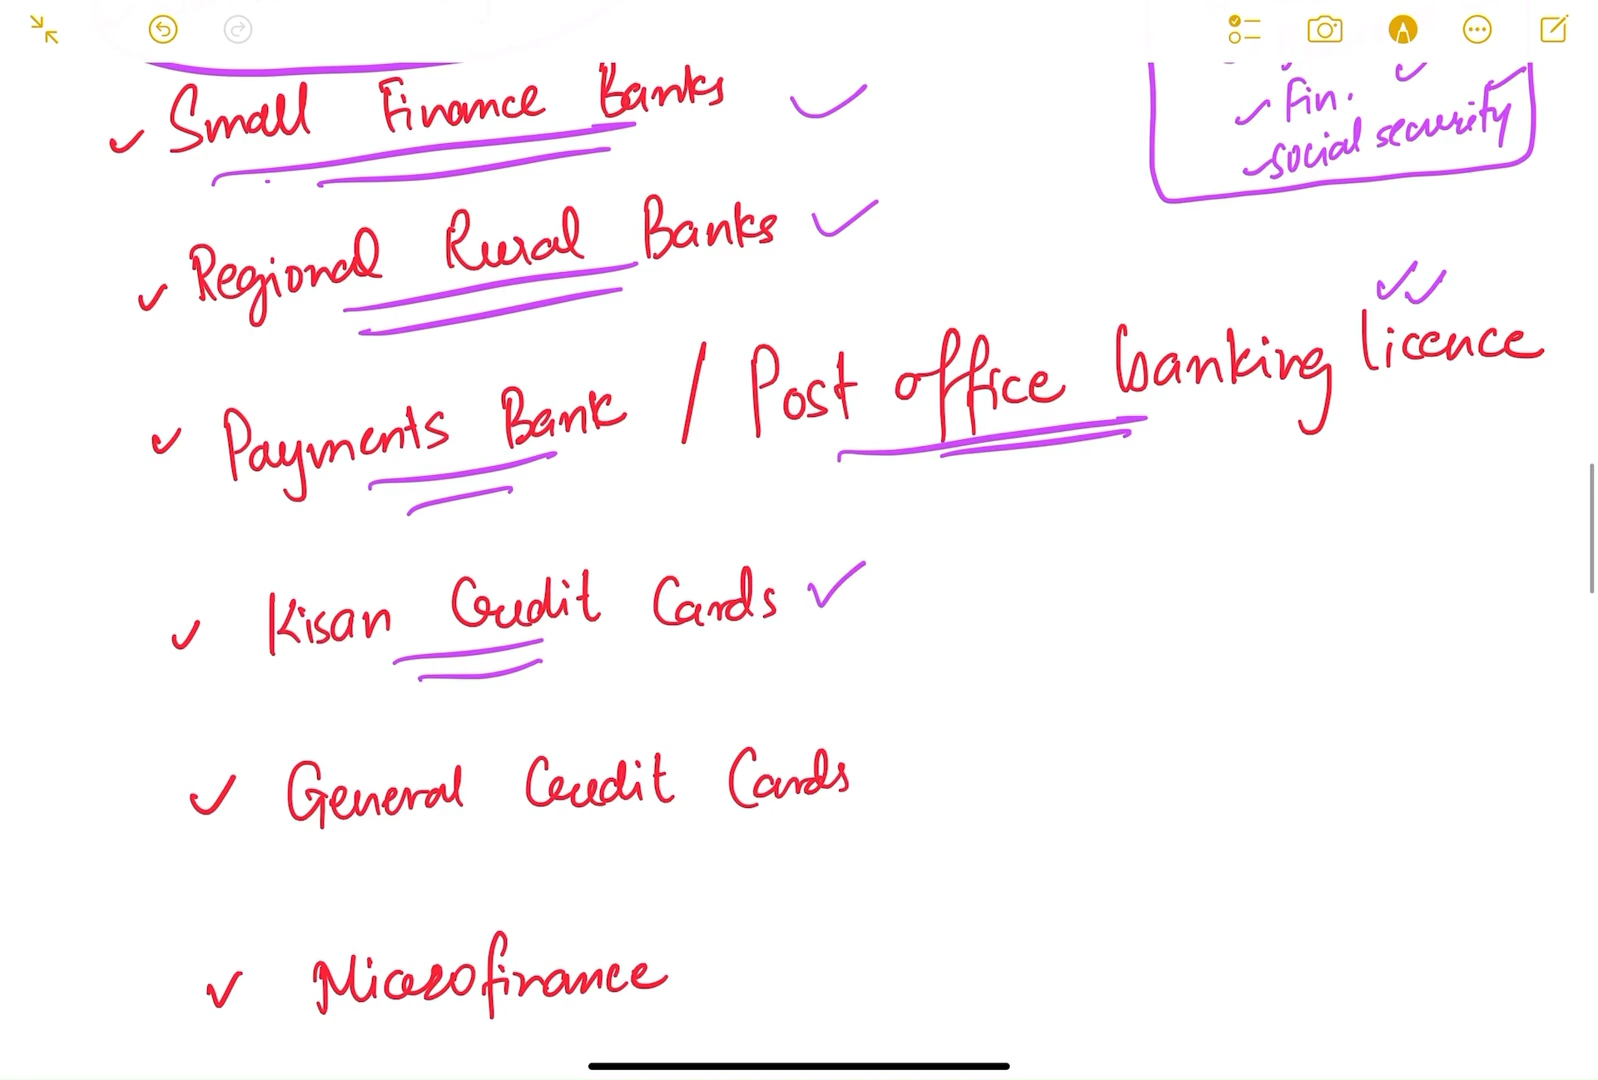 Small Finance Banks
Fin.
social security
Regional Rural Banks
Payments Bank / Post office banking licence
Kisan Credit Cards
General Credit Cards
Microfinance